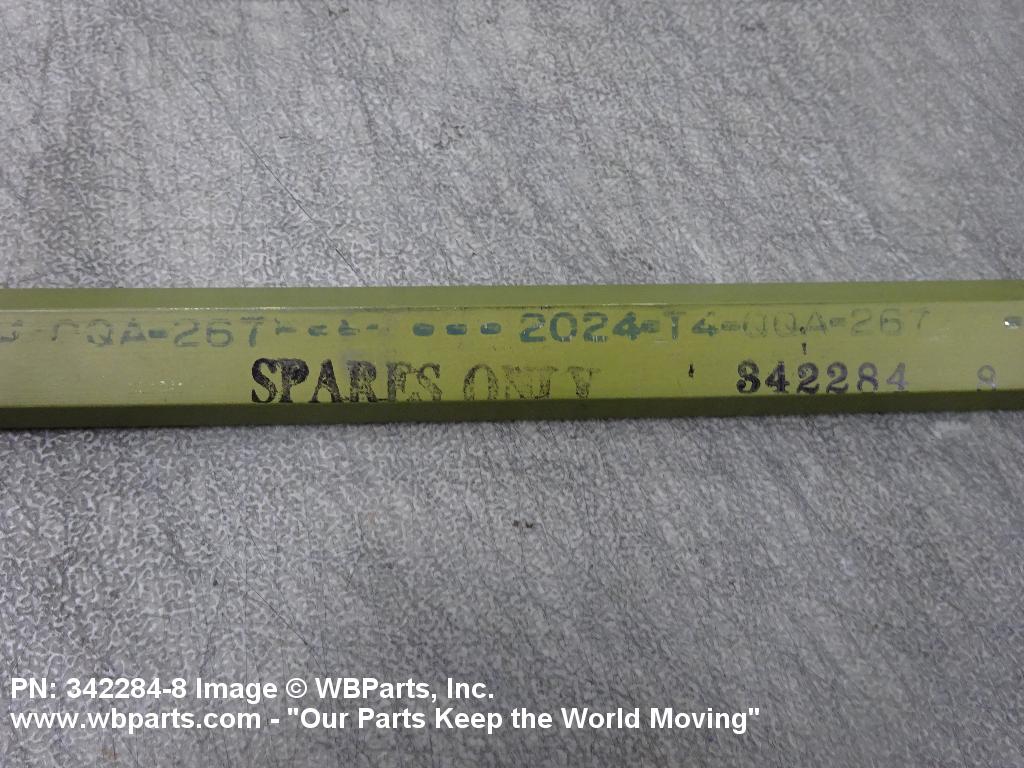 QQA-267 --- 2024-T4-QQA-267
SPARES ONLY 342284 8
PN: 342284-8 Image © WBParts, Inc.
www.wbparts.com - "Our Parts Keep the World Moving"